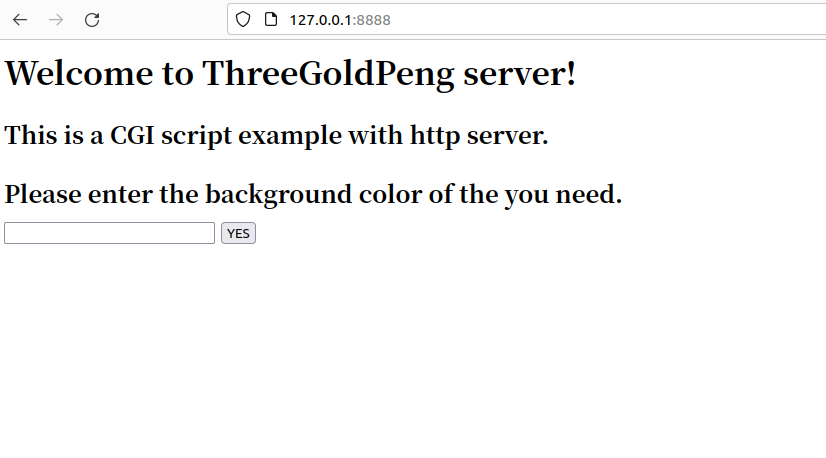 127.0.0.1:8888
Welcome to ThreeGoldPeng server!
This is a CGI script example with http server.
Please enter the background color of the you need.
YES